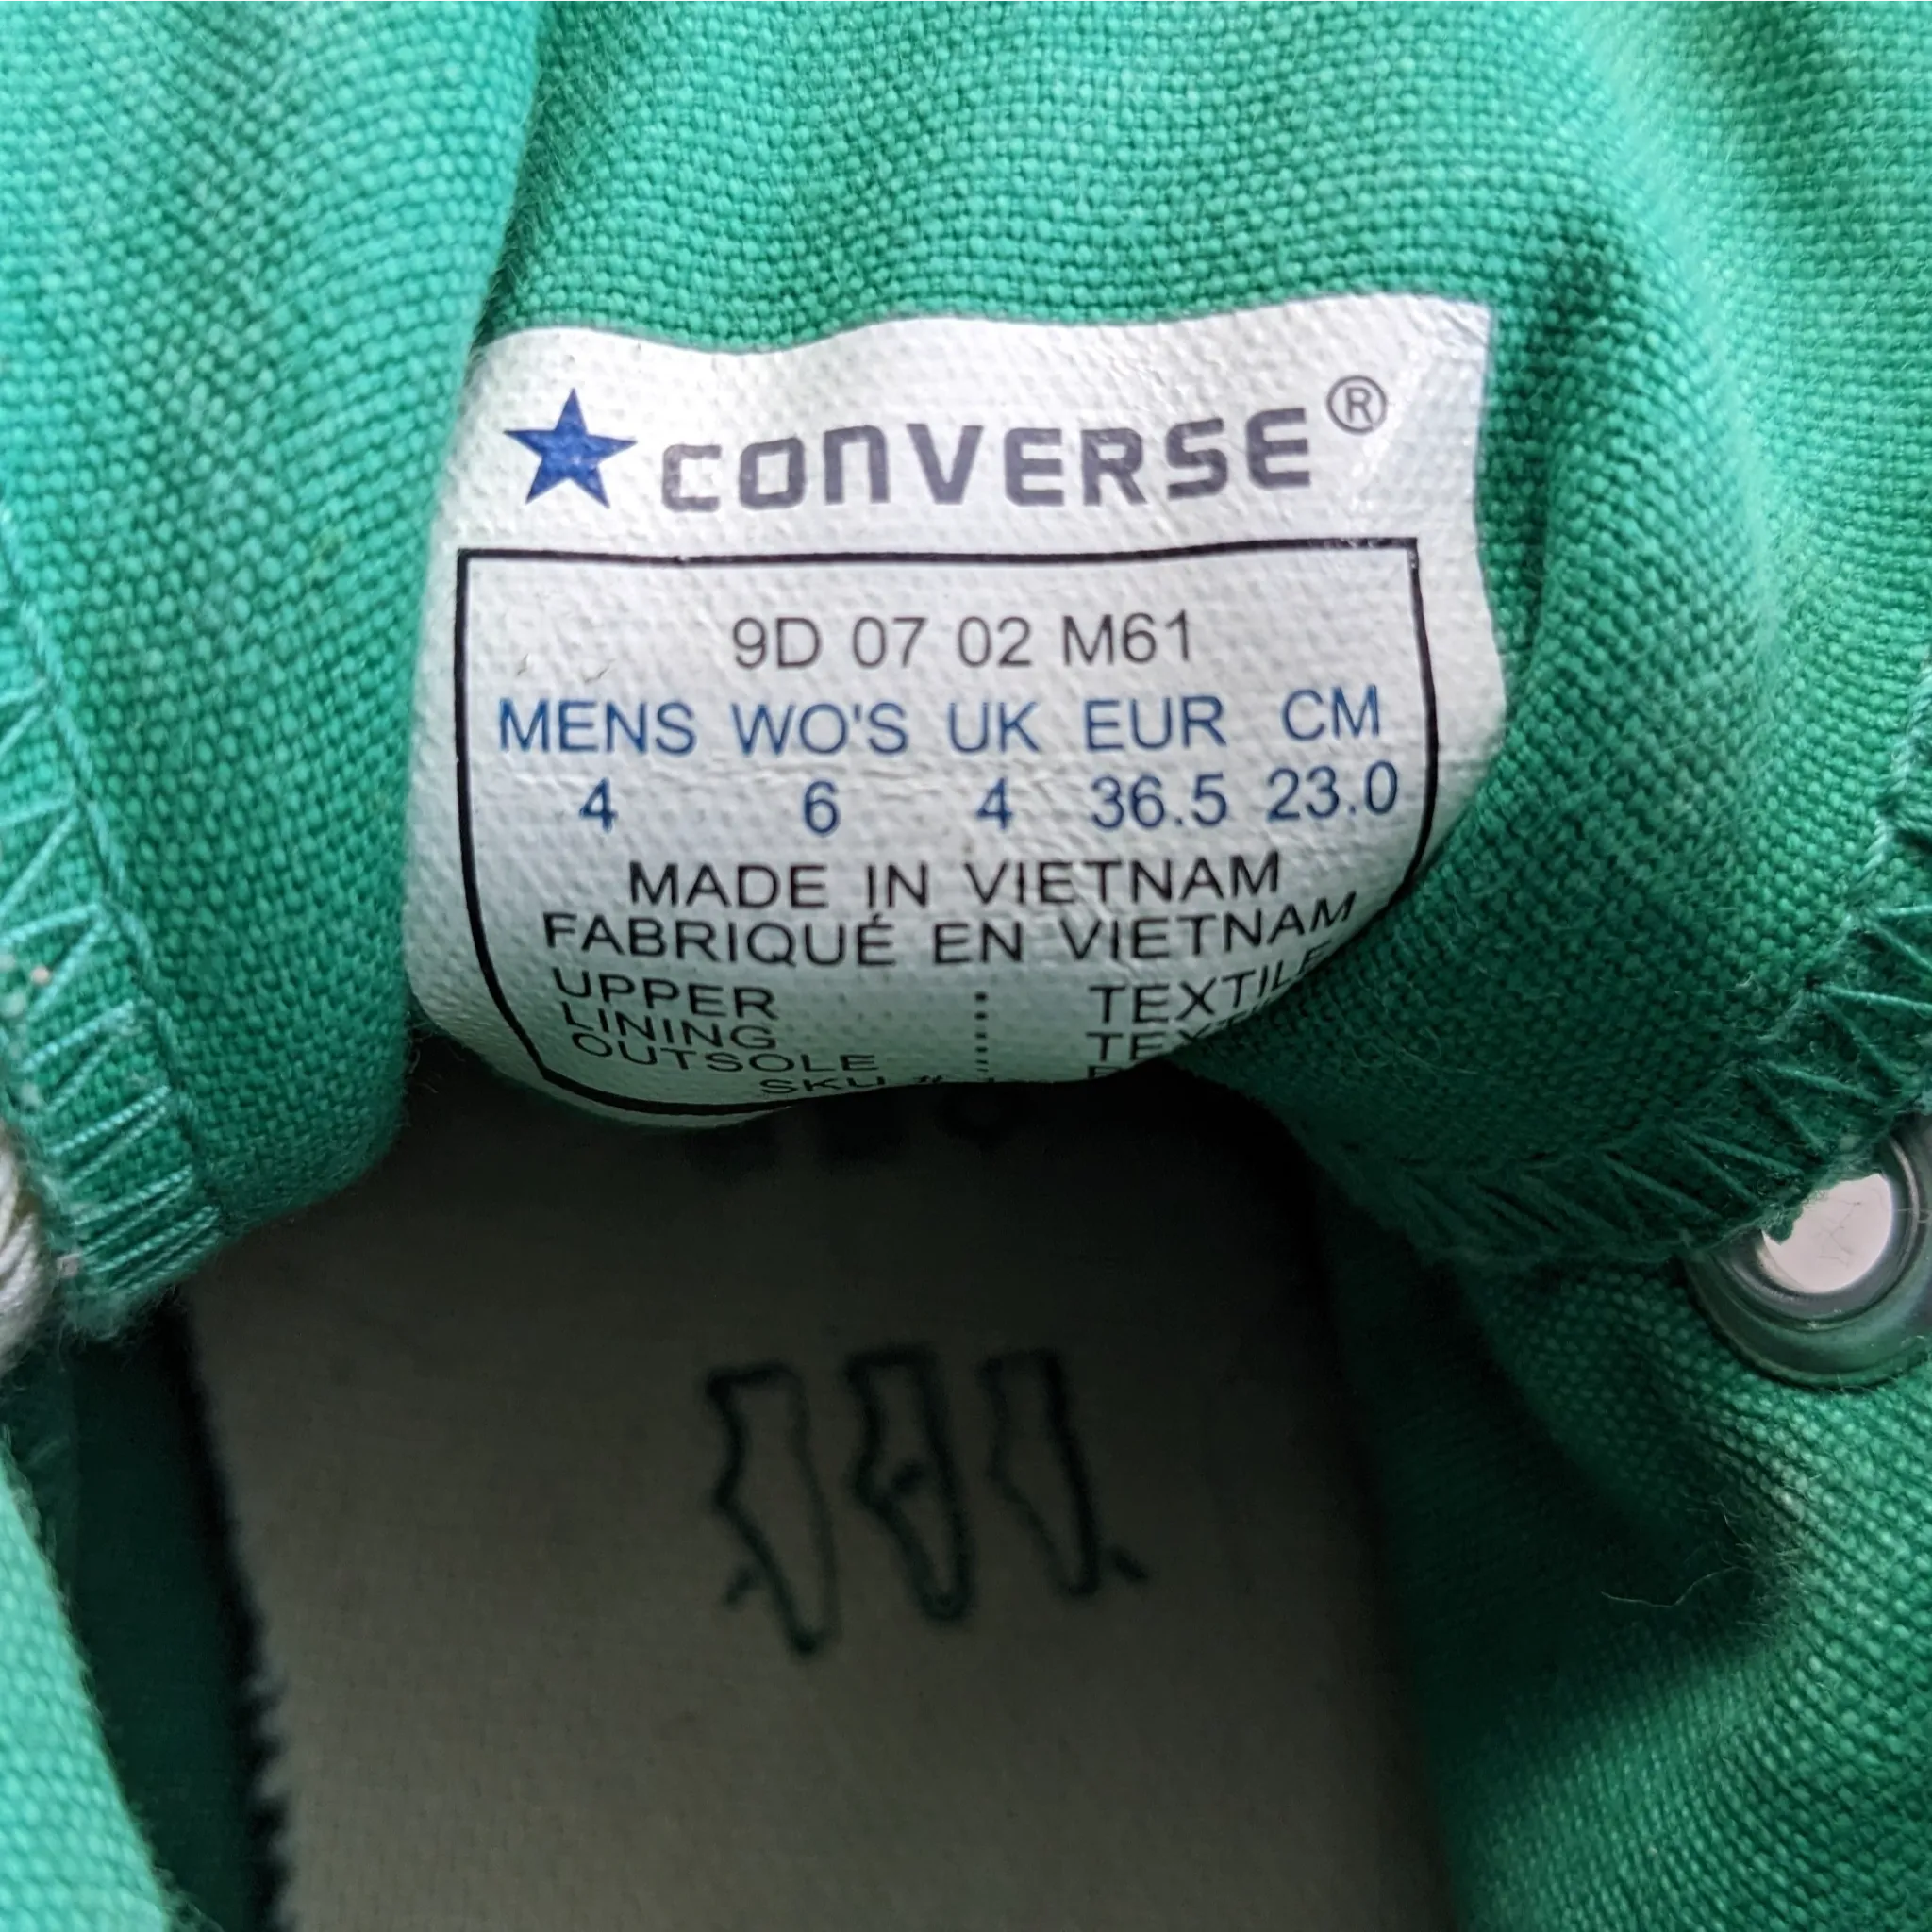 CONVERSE®
9D 07 02 M61
MENS WO'S UK EUR CM
4 6 4 36.5 23.0
MADE IN VIETNAM
FABRIQUÉ EN VIETNAM
UPPER : TEXTILE
LINING :
OUTSOLE :
SKU #